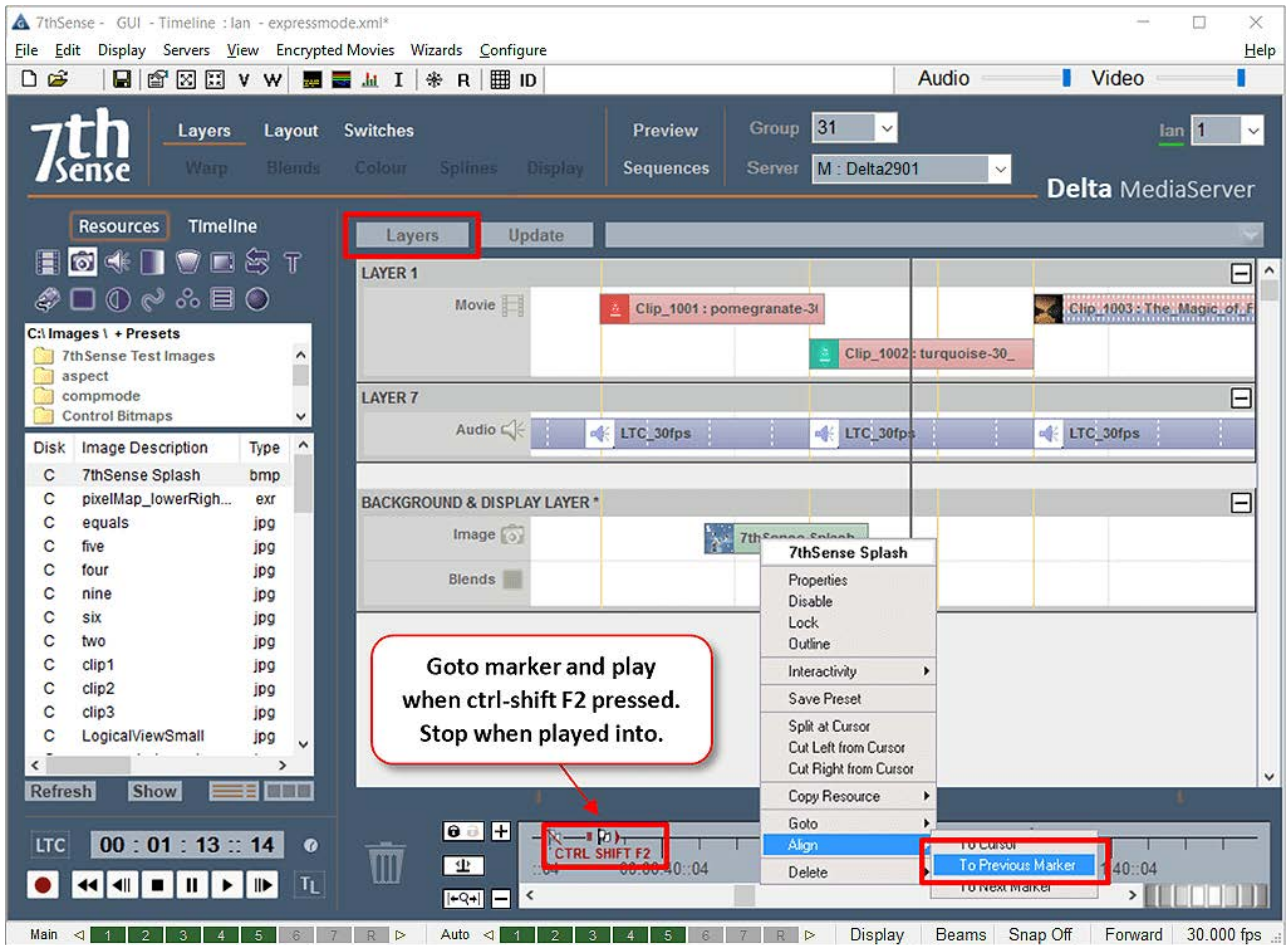 7thSense - GUI - Timeline : Ian - expressmode.xml*
File Edit Display Servers View Encrypted Movies Wizards Configure Help
V W I R ID Audio Video
7th Sense
Layers Layout Switches Preview Group 31 Ian 1
Warp Blends Colour Splines Display Sequences Server M : Delta2901
Delta MediaServer
Resources Timeline
Layers Update
T
LAYER 1
Movie Clip_1001 : pomegranate-3 Clip_1003 : The_Magic_of_F
Clip_1002 : turquoise-30_
C:\Images \ + Presets
7thSense Test Images
aspect
compmode
Control Bitmaps
LAYER 7
Audio LTC_30fps LTC_30fps LTC_30fps
Disk Image Description Type
C 7thSense Splash bmp
C pixelMap_lowerRigh... exr
C equals jpg
C five jpg
C four jpg
C nine jpg
C six jpg
C two jpg
C clip1 jpg
C clip2 jpg
C clip3 jpg
C LogicalViewSmall jpg
BACKGROUND & DISPLAY LAYER *
Image 7thSense Splash
Blends
7thSense Splash
Properties
Disable
Lock
Outline
Interactivity
Save Preset
Split at Cursor
Cut Left from Cursor
Cut Right from Cursor
Copy Resource
Goto
Align
Delete
To Cursor
To Previous Marker
To Next Marker
Goto marker and play
when ctrl-shift F2 pressed.
Stop when played into.
Refresh Show
LTC 00 : 01 : 13 :: 14
CTRL SHIFT F2
::04 00:00:40::04 1:40::04
TL
Q
Main 1 2 3 4 5 6 7 R Auto 1 2 3 4 5 6 7 R Display Beams Snap Off Forward 30.000 fps